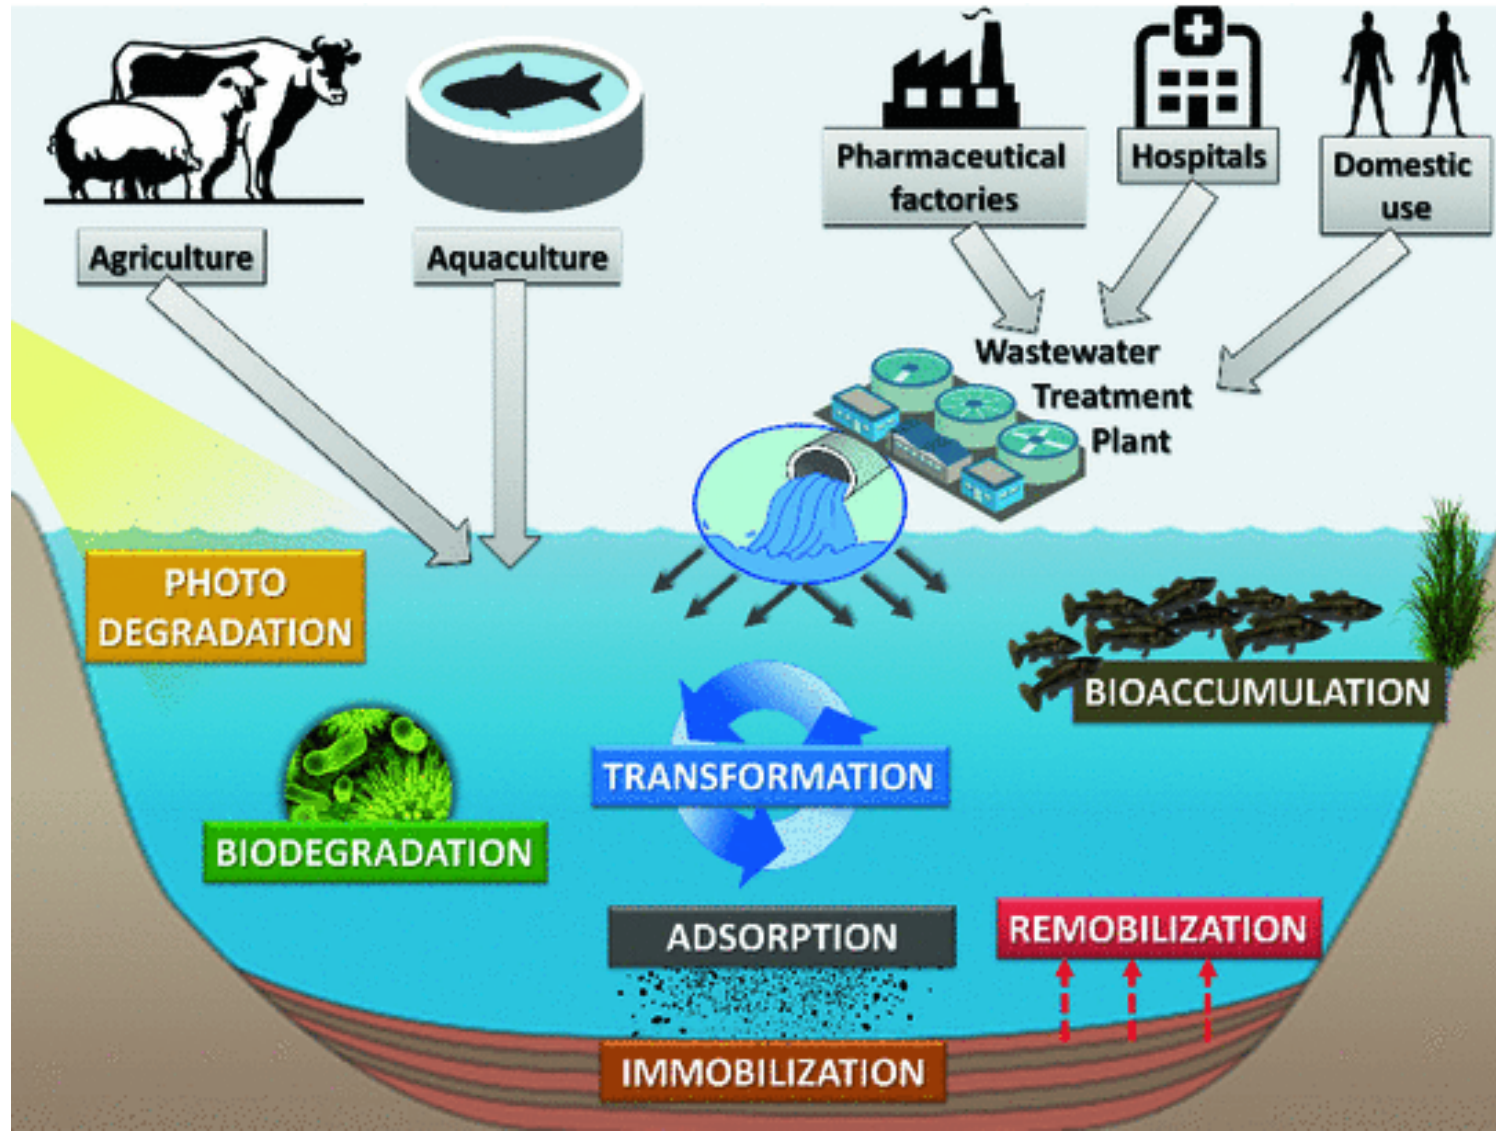 Pharmaceutical
factories
Hospitals
Domestic
use
Agriculture
Aquaculture
Wastewater
Treatment
Plant
PHOTO
DEGRADATION
BIOACCUMULATION
TRANSFORMATION
BIODEGRADATION
ADSORPTION
REMOBILIZATION
IMMOBILIZATION